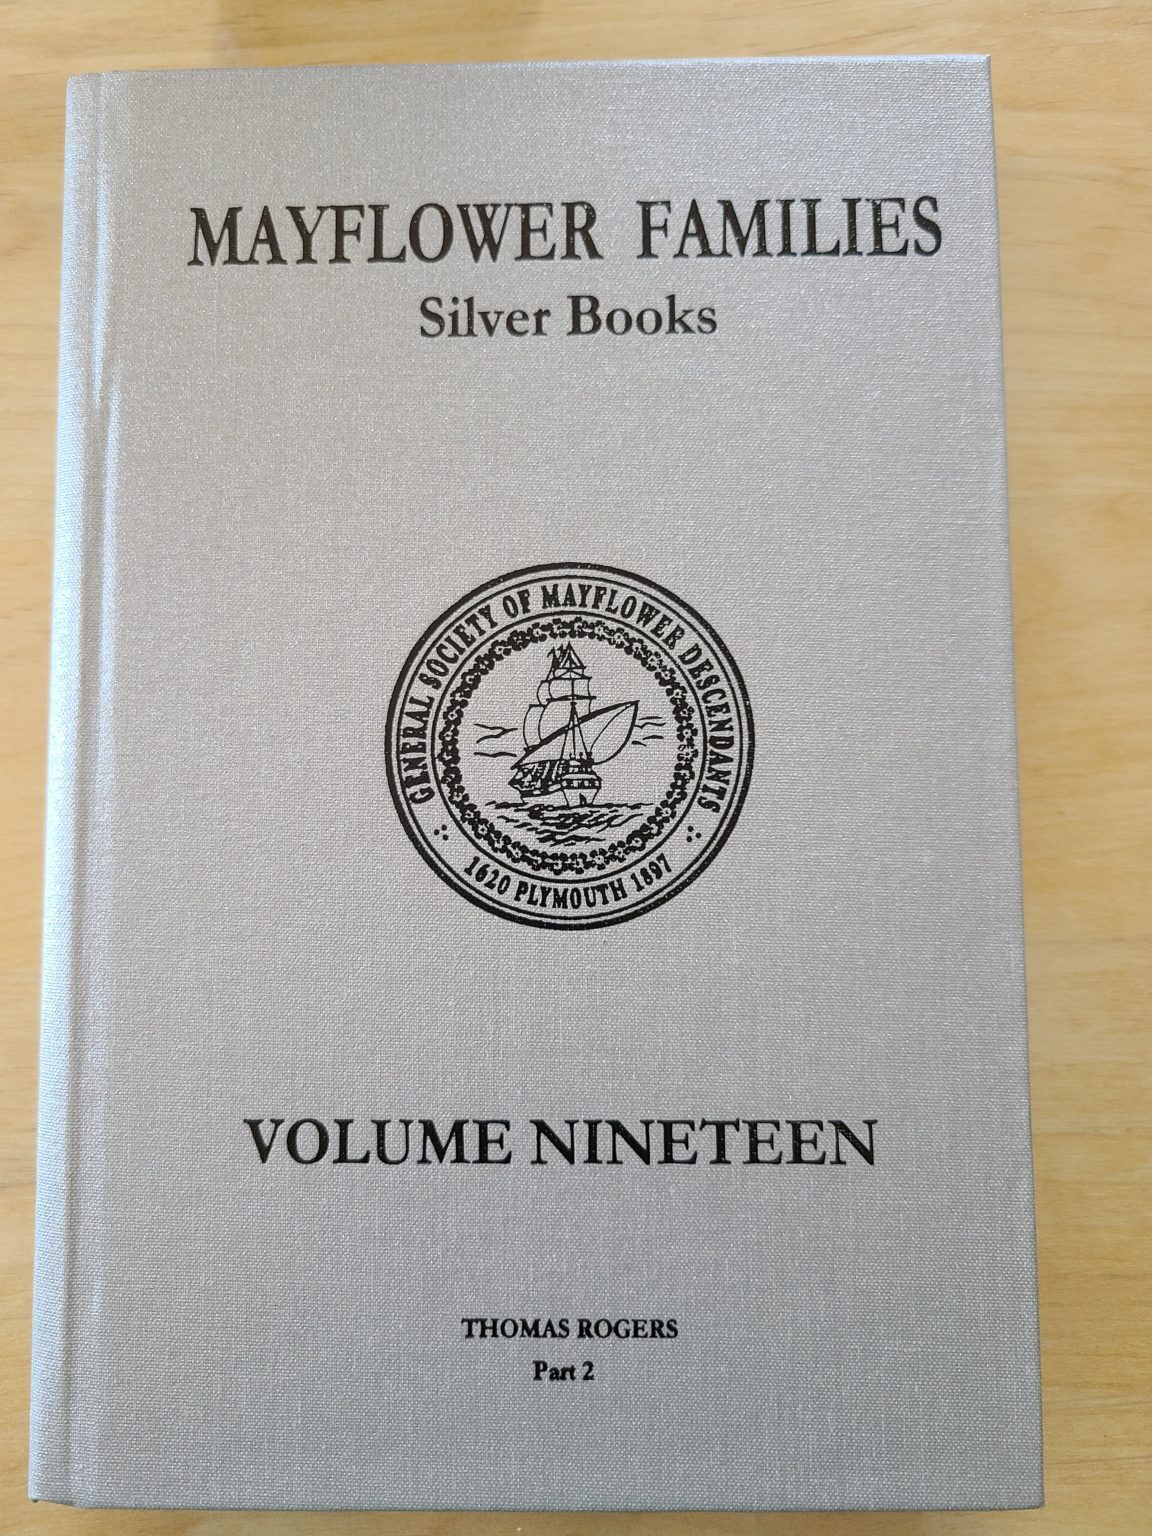 MAYFLOWER FAMILIES
Silver Books
GENERAL SOCIETY OF MAYFLOWER DESCENDANTS
1620 PLYMOUTH 1897
VOLUME NINETEEN
THOMAS ROGERS
Part 2